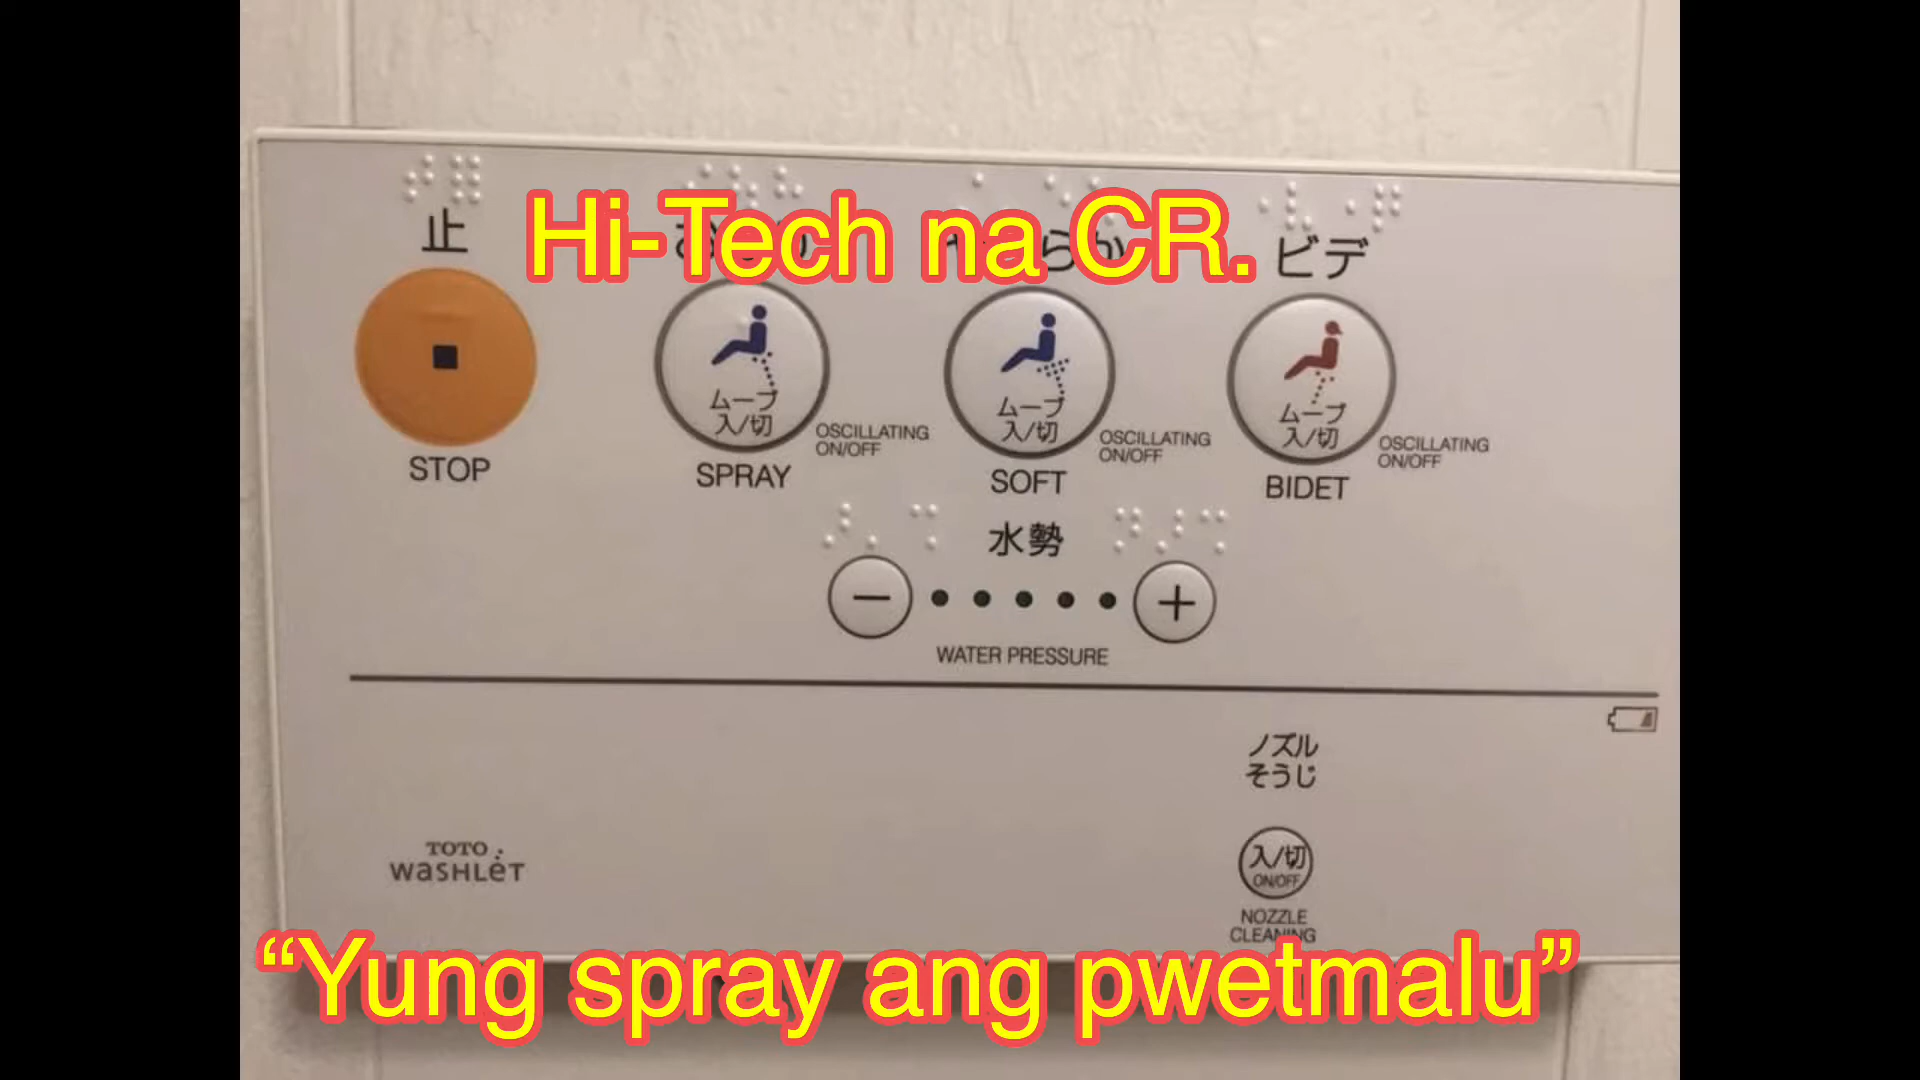 止
Hi-Tech na CR.
ビデ
ムーブ
入/切
ムーブ
入/切
ムーブ
入/切
OSCILLATING
ON/OFF
OSCILLATING
ON/OFF
OSCILLATING
ON/OFF
STOP
SPRAY
SOFT
BIDET
水勢
− +
WATER PRESSURE
ノズル
そうじ
TOTO
WASHLET
入/切
ON/OFF
NOZZLE
CLEANING
“Yung spray ang pwetmalu”